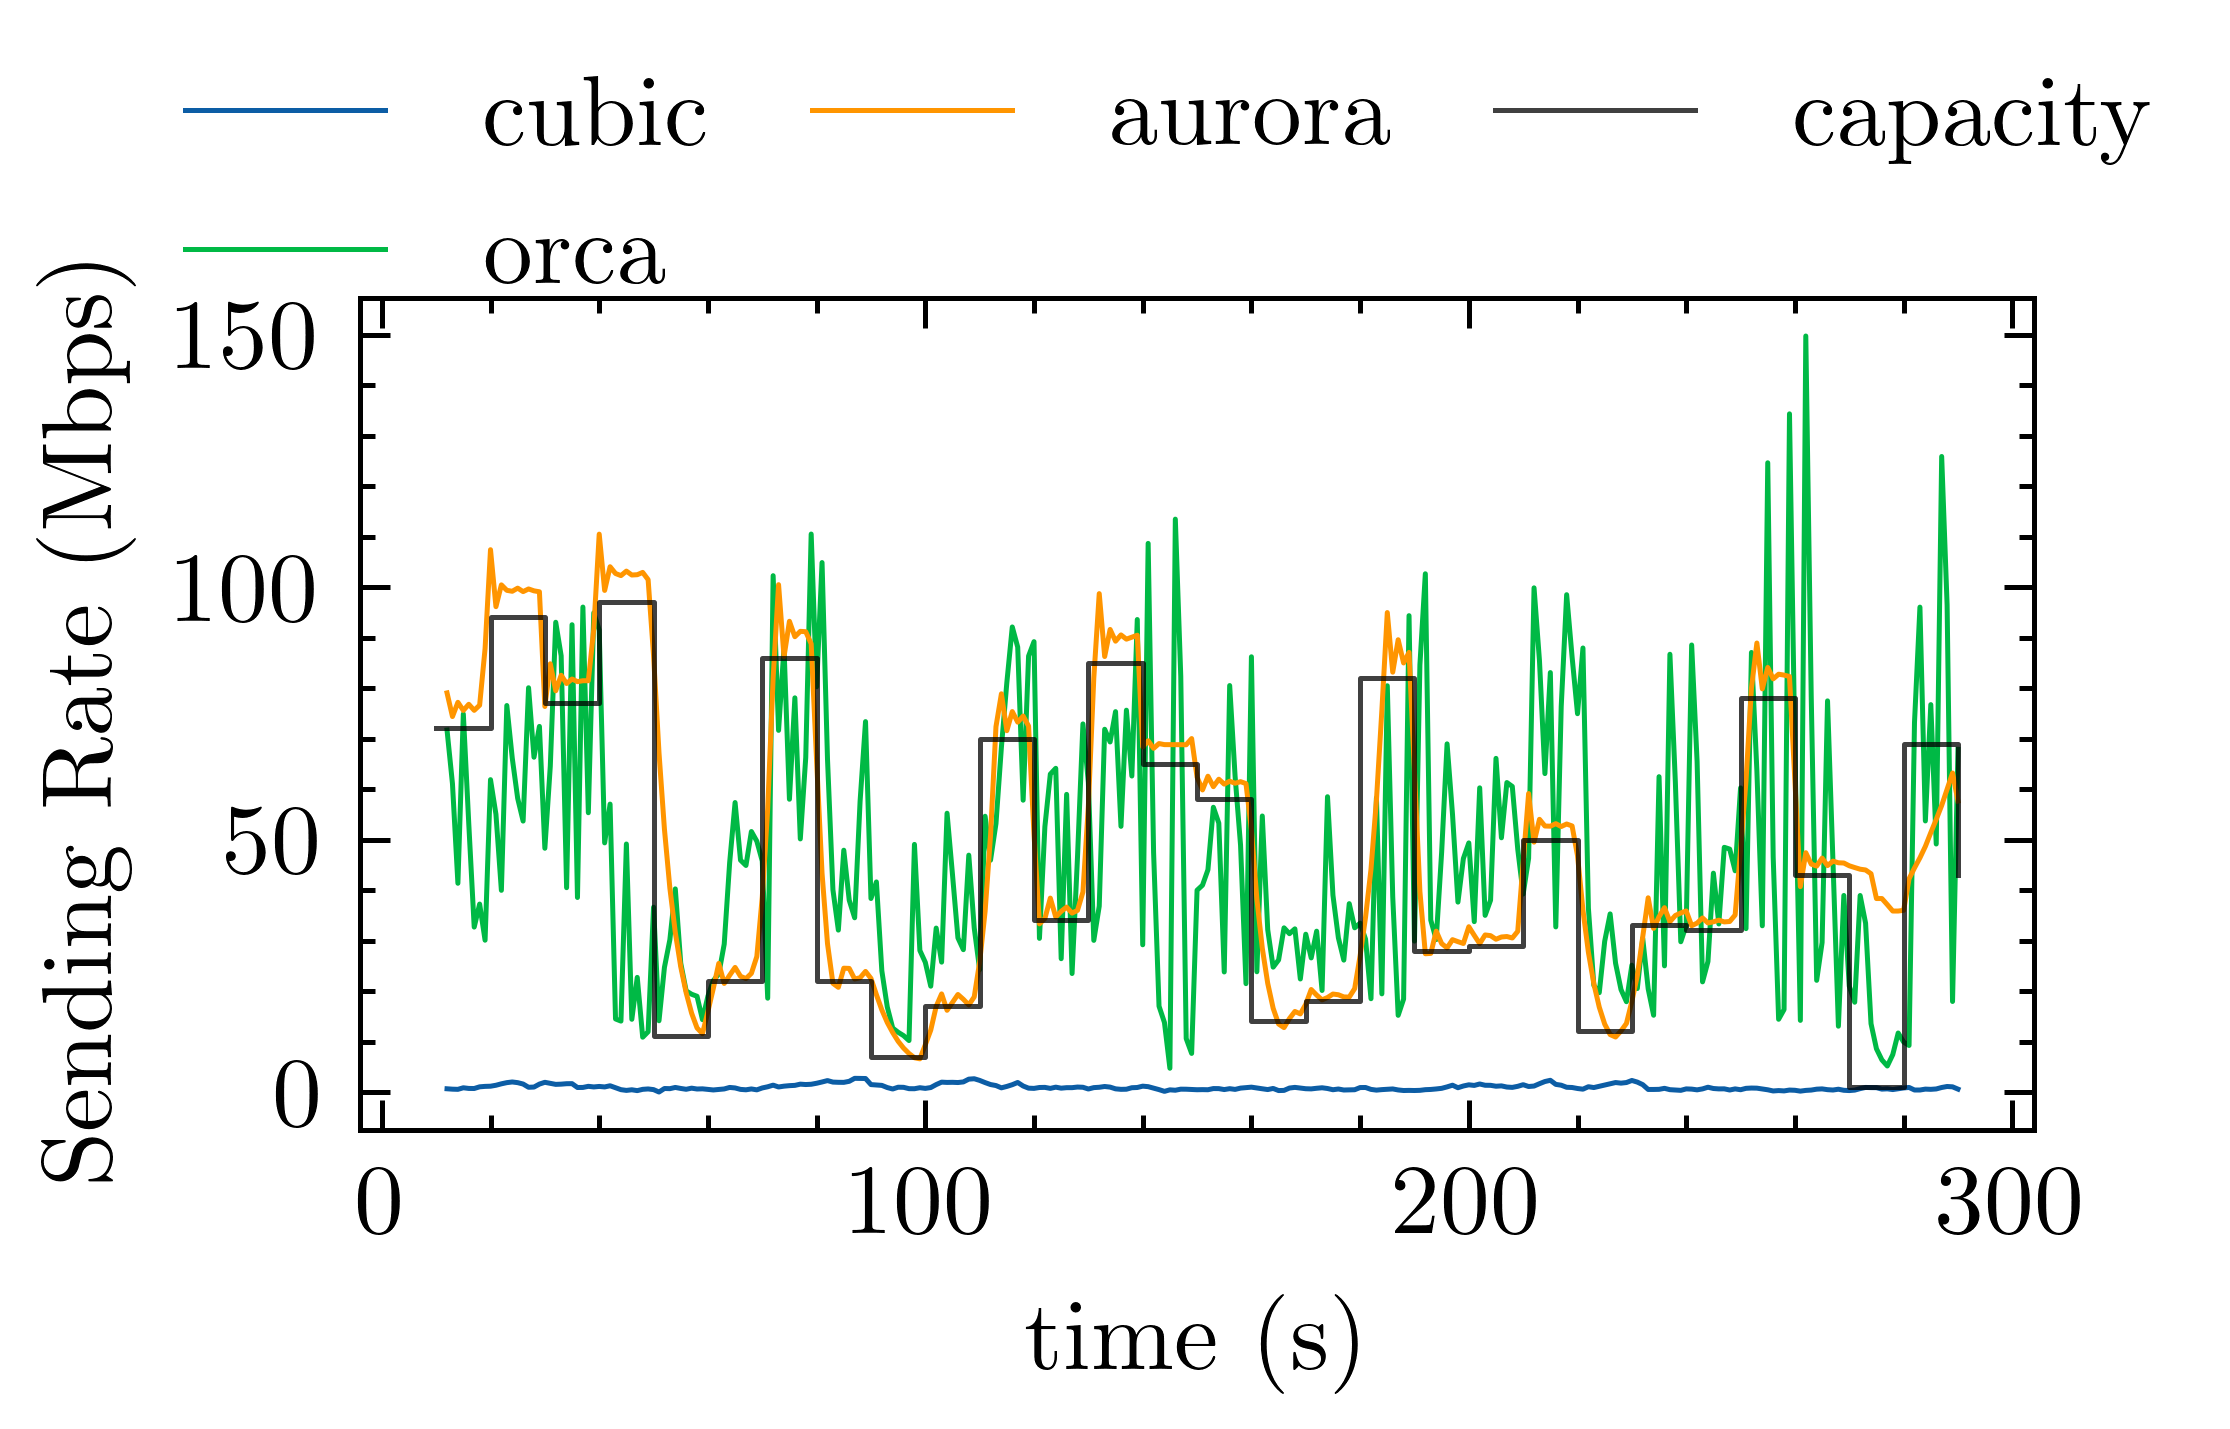 cubic aurora capacity
orca
Sending Rate (Mbps)
150
100
50
0
0 100 200 300
time (s)